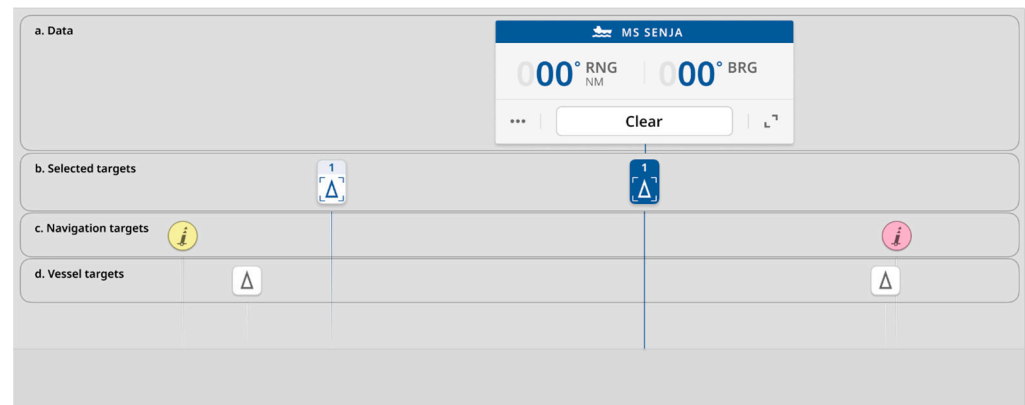 a. Data
MS SENJA
000° RNG NM
000° BRG
Clear
b. Selected targets
1
1
c. Navigation targets
d. Vessel targets